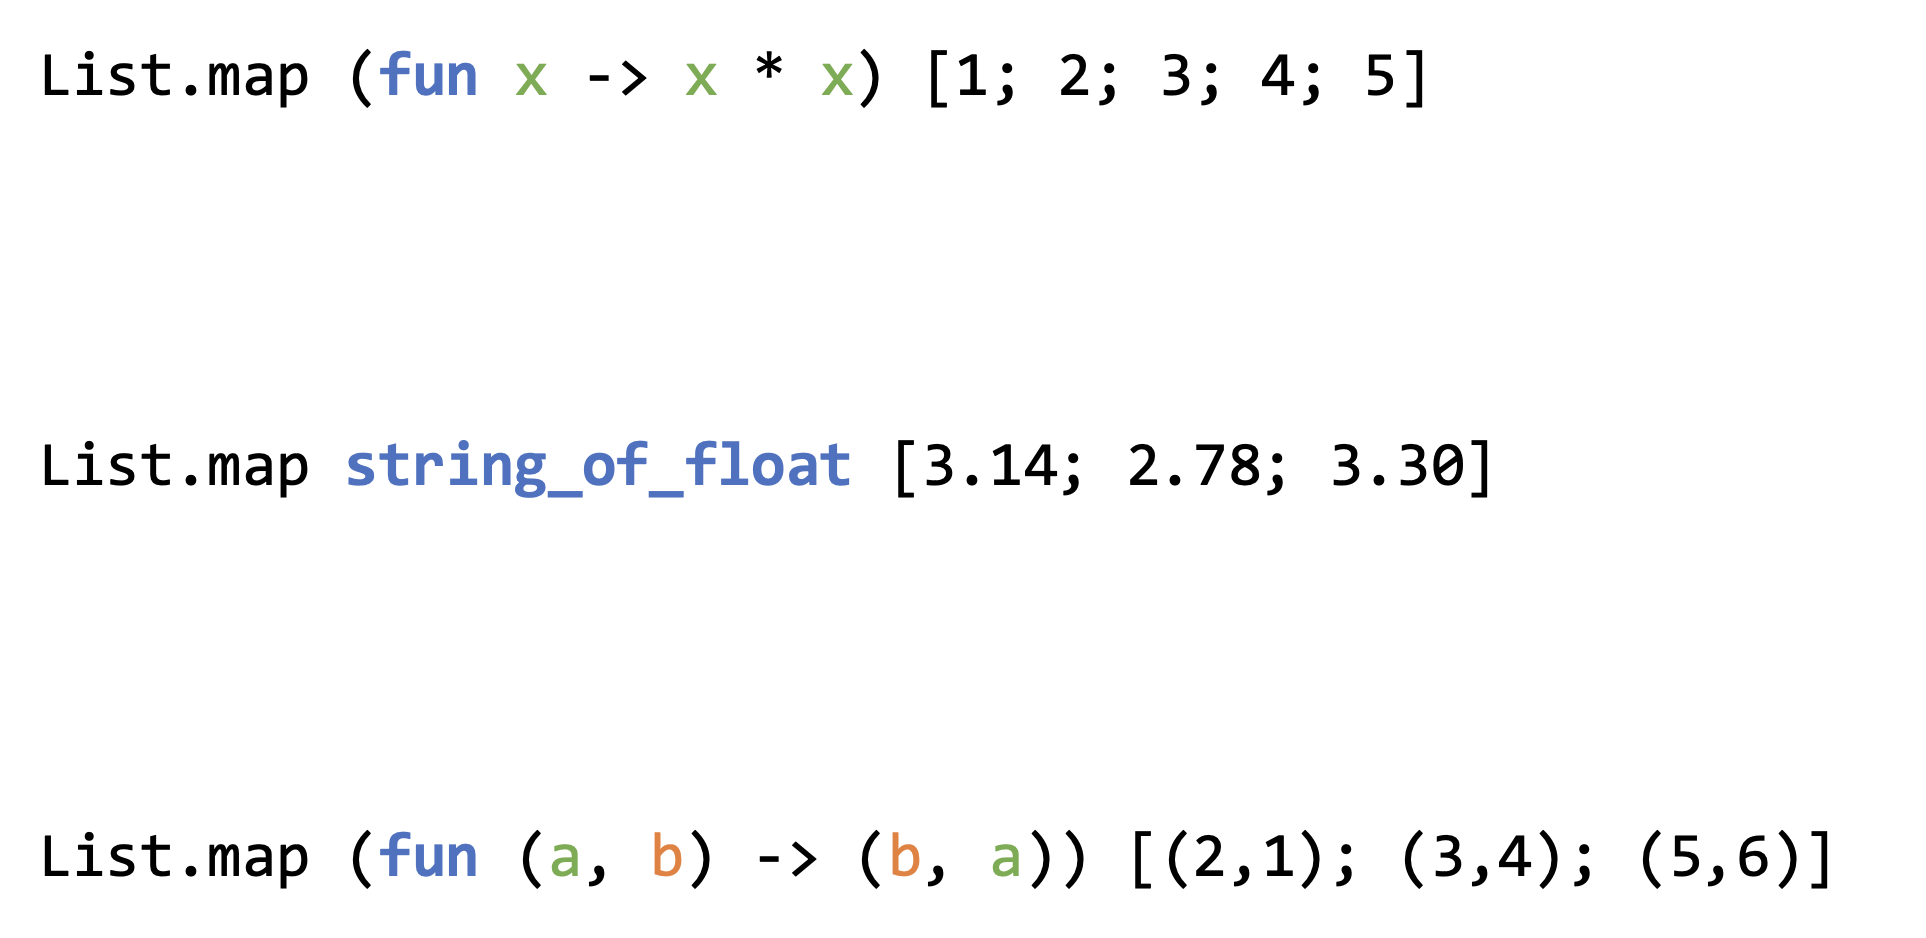 List.map (fun x -> x * x) [1; 2; 3; 4; 5]
List.map string_of_float [3.14; 2.78; 3.30]
List.map (fun (a, b) -> (b, a)) [(2,1); (3,4); (5,6)]